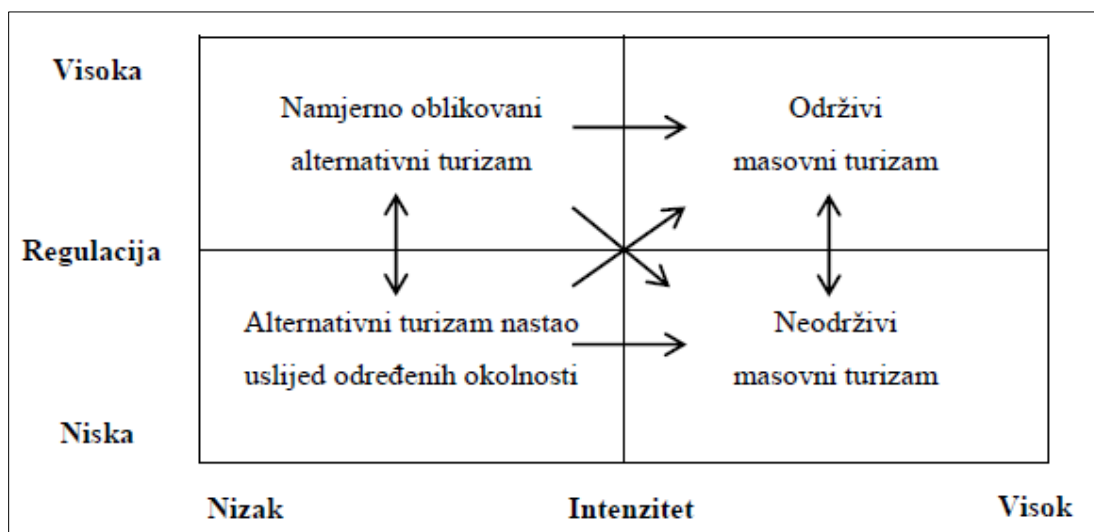 Visoka
Namjerno oblikovani
alternativni turizam
Održivi
masovni turizam
Regulacija
Alternativni turizam nastao
uslijed određenih okolnosti
Neodrživi
masovni turizam
Niska
Nizak
Intenzitet
Visok